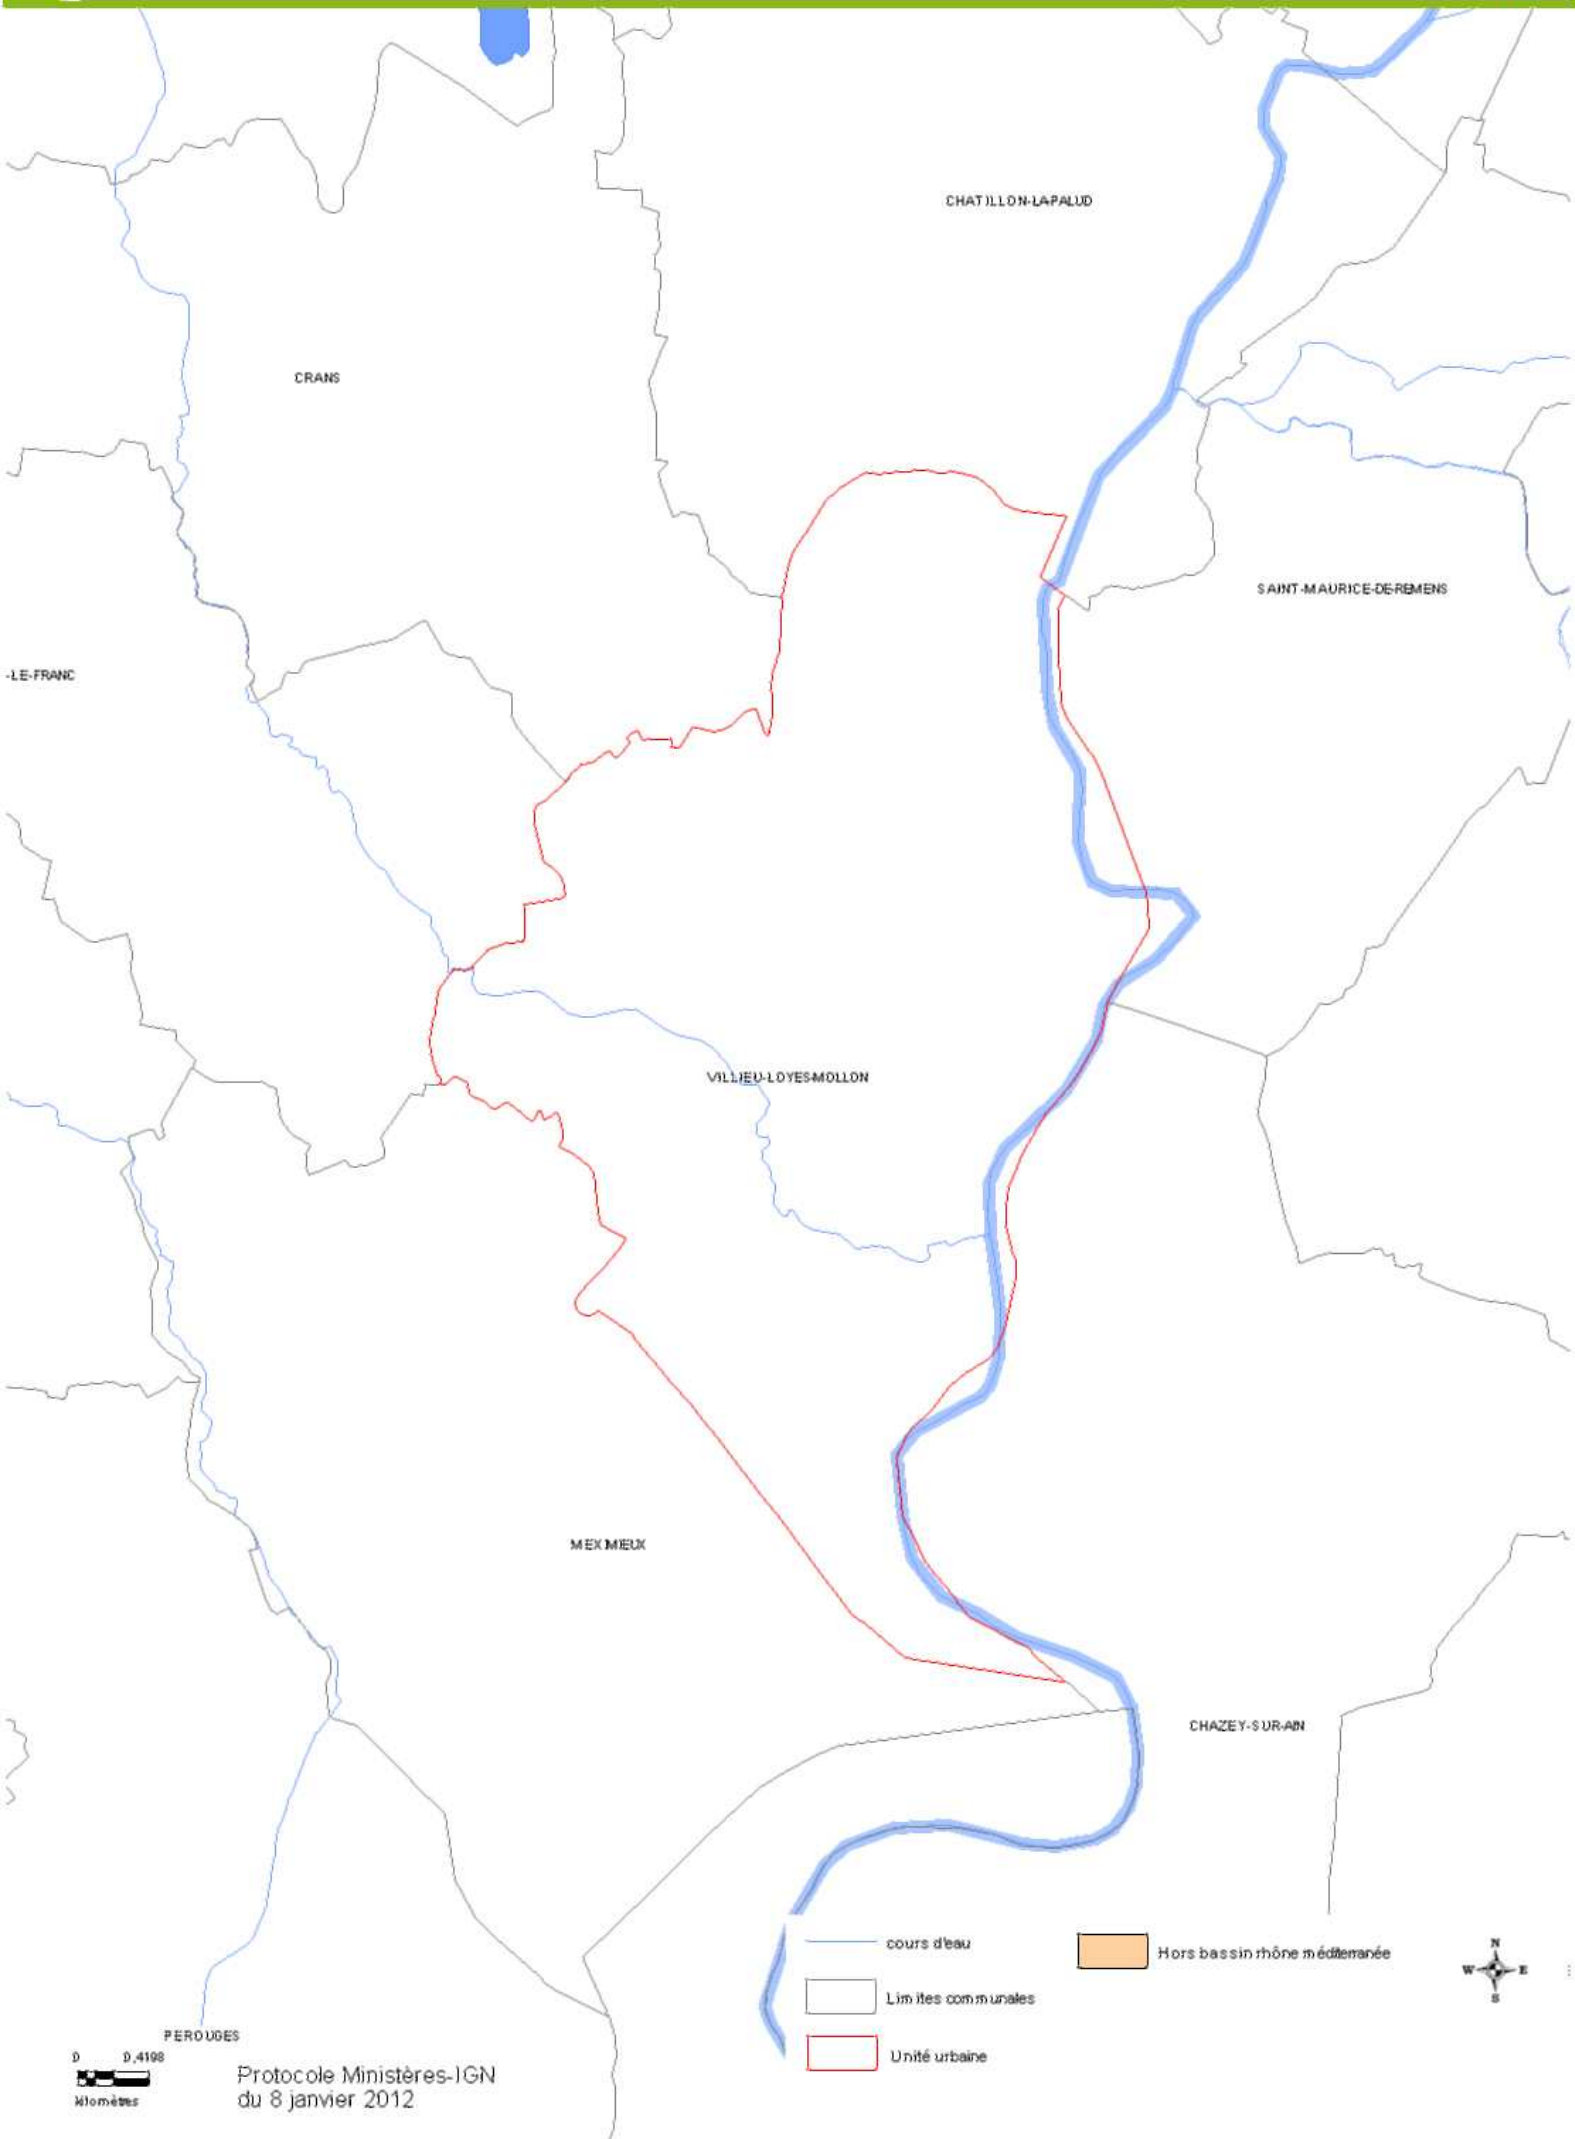 CHATILLON-LA-PALUD
CRANS
SAINT-MAURICE-DE-REMENS
-LE-FRANC
VILLIEU-LOYES-MOLLON
MEXIMIEUX
CHAZEY-SUR-AIN
cours d'eau
Hors bassin rhône méditerranée
Limites communales
Unité urbaine
N
W E
S
PEROUGES
0 0,4198
kilomètres
Protocole Ministères-IGN
du 8 janvier 2012